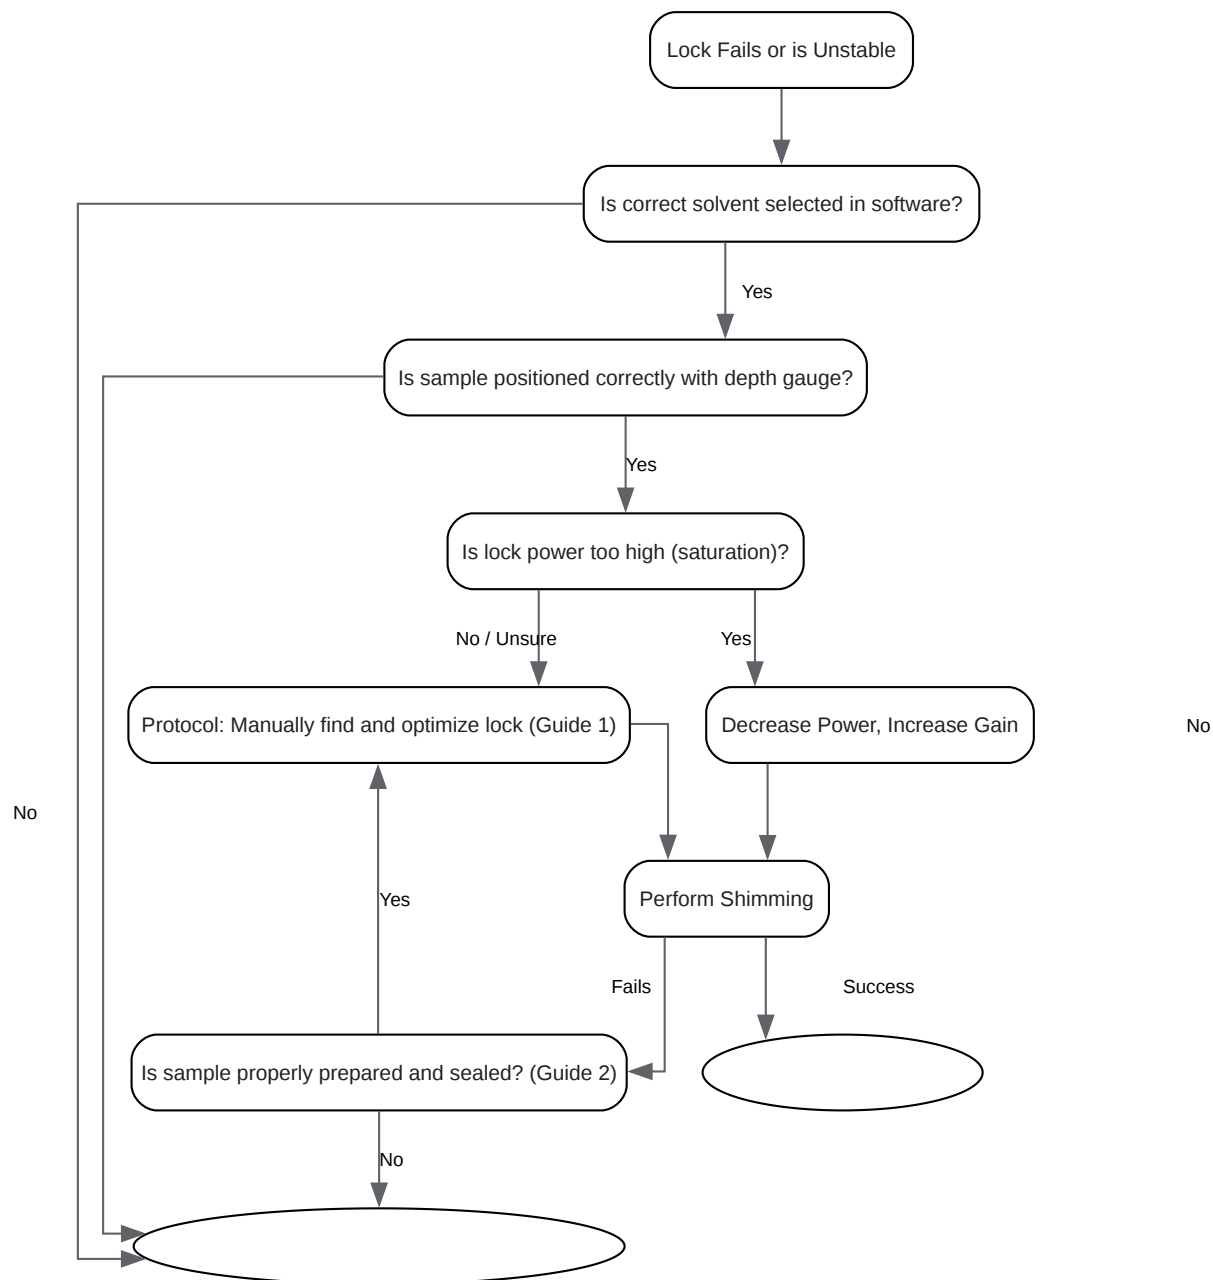 Lock Fails or is Unstable
Is correct solvent selected in software?
Yes
Is sample positioned correctly with depth gauge?
Yes
Is lock power too high (saturation)?
No / Unsure
Yes
Protocol: Manually find and optimize lock (Guide 1)
Decrease Power, Increase Gain
No
No
Yes
Perform Shimming
Fails
Success
Is sample properly prepared and sealed? (Guide 2)
No